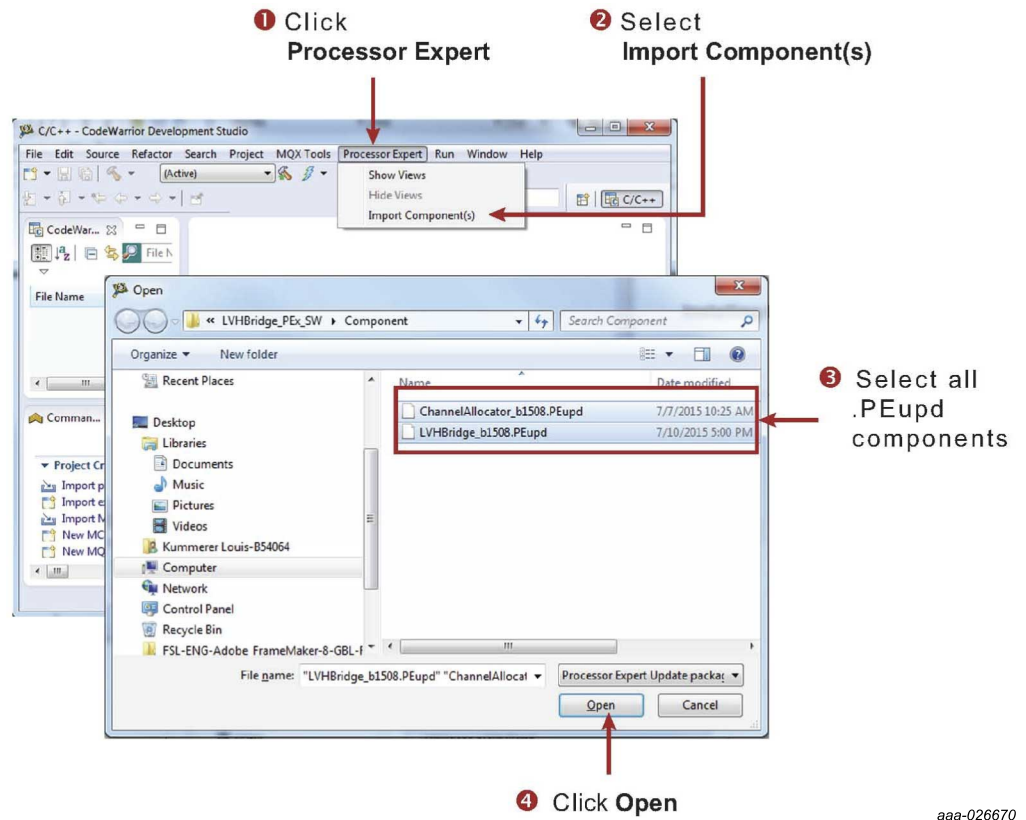 ❶ Click
Processor Expert
❷ Select
Import Component(s)
C/C++ - CodeWarrior Development Studio
File Edit Source Refactor Search Project MQX Tools Processor Expert Run Window Help
(Active)
Show Views
Hide Views
Import Component(s)
C/C++
CodeWar...
File N
File Name
Open
« LVHBridge_PEx_SW ▸ Component
Search Component
Organize ▾ New folder
Recent Places
Desktop
Libraries
Documents
Music
Pictures
Videos
Kummerer Louis-B54064
Computer
Network
Control Panel
Recycle Bin
FSL-ENG-Adobe FrameMaker-8-GBL-F
Name Date modified
ChannelAllocator_b1508.PEupd 7/7/2015 10:25 AM
LVHBridge_b1508.PEupd 7/10/2015 5:00 PM
❸ Select all
.PEupd
components
Comman...
Project Cr
Import p
Import e
Import M
New MC
New MQ
File name: "LVHBridge_b1508.PEupd" "ChannelAllocat
Processor Expert Update packag
Open Cancel
❹ Click Open
aaa-026670